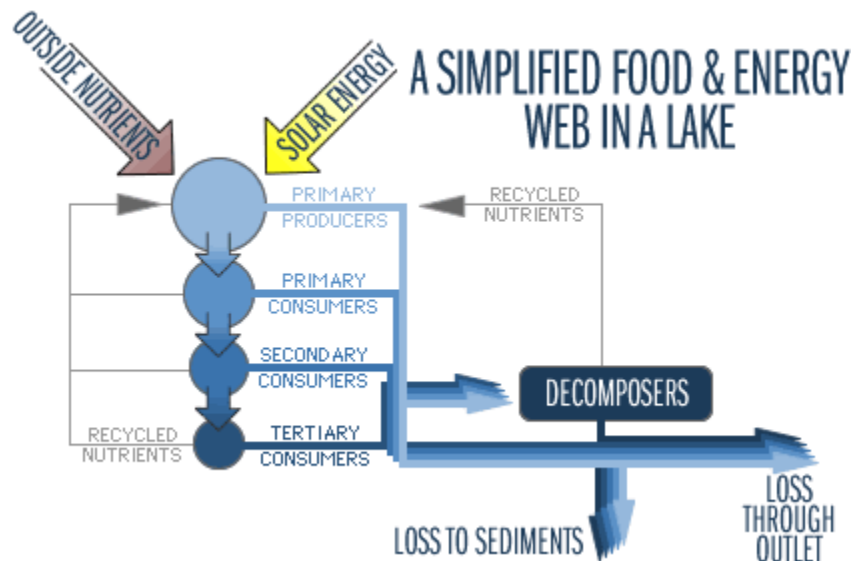 OUTSIDE NUTRIENTS
SOLAR ENERGY
A SIMPLIFIED FOOD & ENERGY
WEB IN A LAKE
PRIMARY
PRODUCERS
RECYCLED
NUTRIENTS
PRIMARY
CONSUMERS
SECONDARY
CONSUMERS
DECOMPOSERS
RECYCLED
NUTRIENTS
TERTIARY
CONSUMERS
LOSS TO SEDIMENTS
LOSS
THROUGH
OUTLET